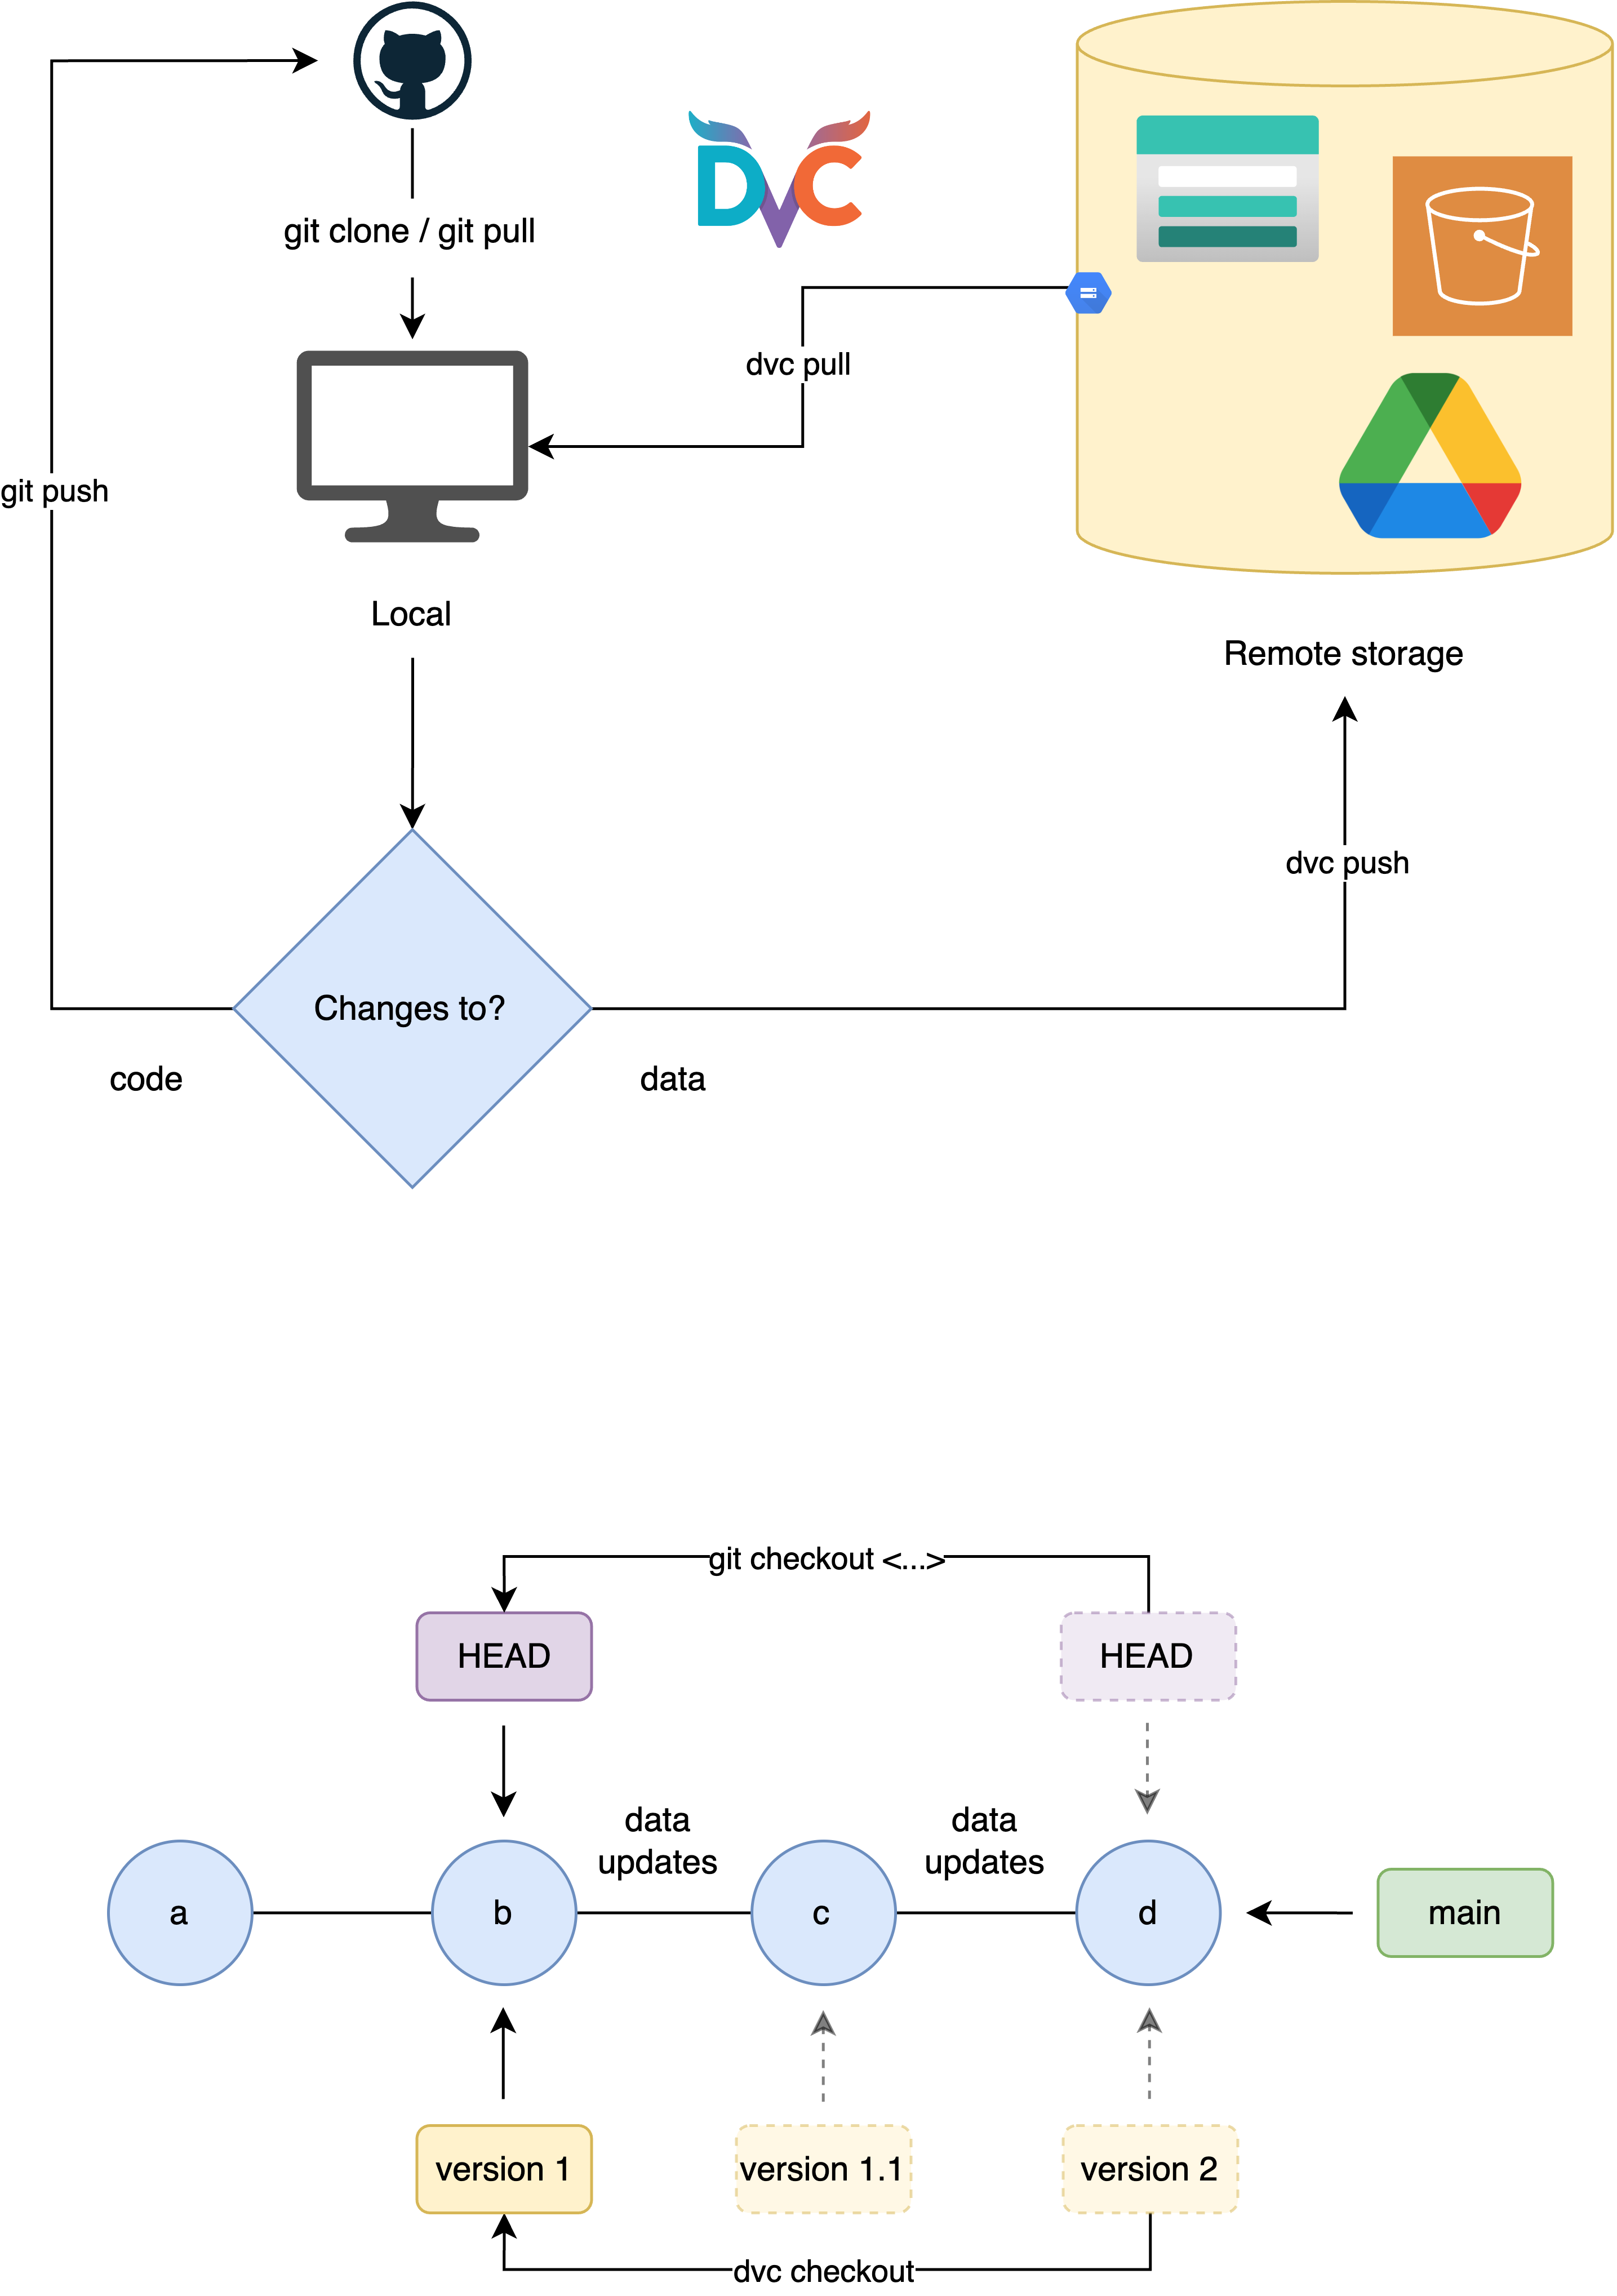 DVC
git clone / git pull
dvc pull
git push
Local
Remote storage
dvc push
Changes to?
code
data
git checkout <...>
HEAD
HEAD
data
updates
data
updates
a
b
c
d
main
version 1
version 1.1
version 2
dvc checkout